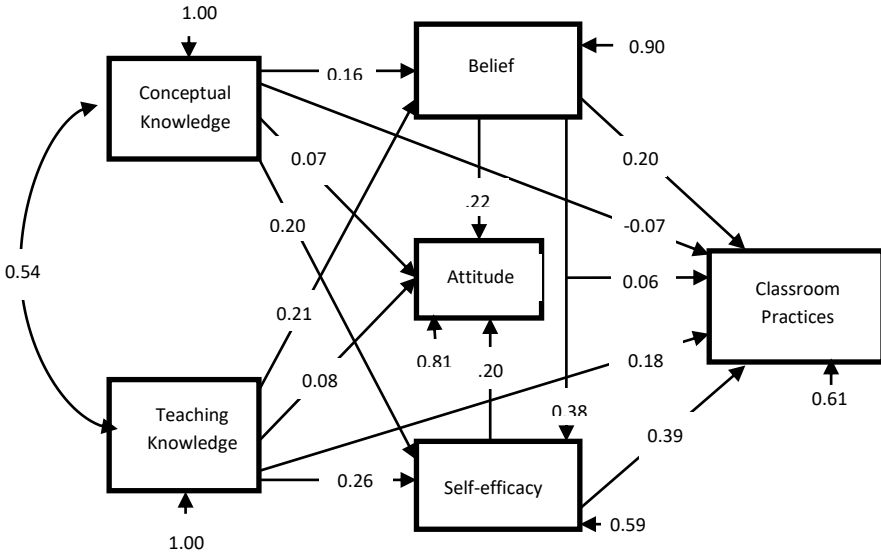 1.00
Belief
0.90
Conceptual
Knowledge
0.16
0.07
0.20
0.20
.22
-0.07
0.54
Attitude
0.06
Classroom
Practices
0.21
0.81
0.08
.20
0.18
0.61
Teaching
Knowledge
0.38
0.39
0.26
Self-efficacy
0.59
1.00